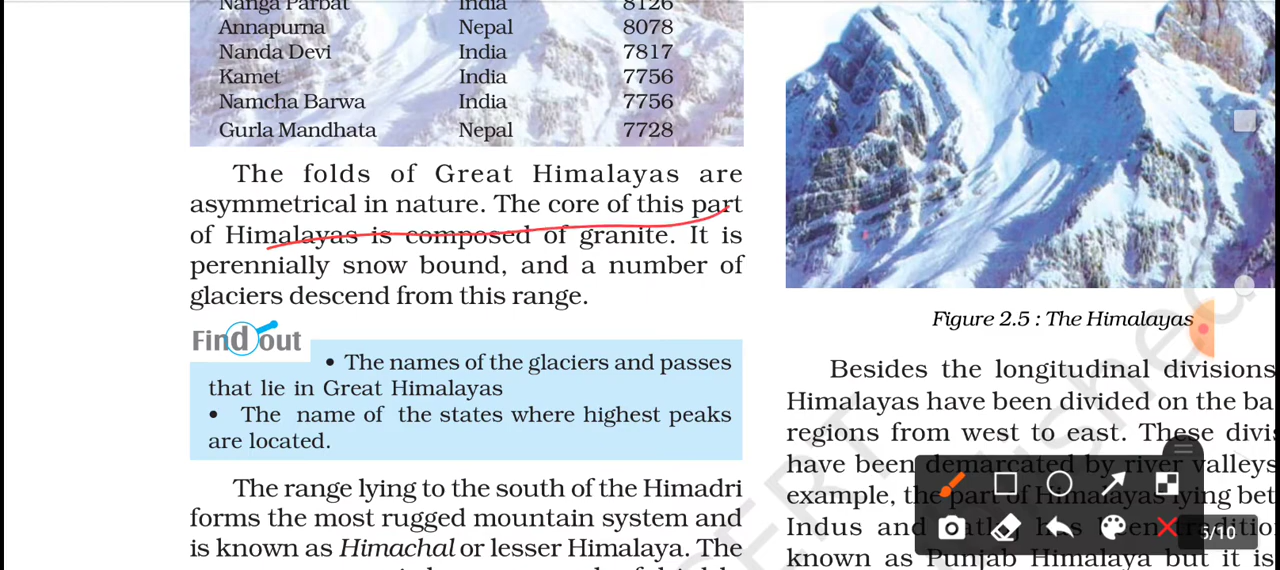 Nanga Parbat India 8126
Annapurna Nepal 8078
Nanda Devi India 7817
Kamet India 7756
Namcha Barwa India 7756
Gurla Mandhata Nepal 7728
The folds of Great Himalayas are
asymmetrical in nature. The core of this part
of Himalayas is composed of granite. It is
perennially snow bound, and a number of
glaciers descend from this range.
Find out
• The names of the glaciers and passes
that lie in Great Himalayas
• The name of the states where highest peaks
are located.
The range lying to the south of the Himadri
forms the most rugged mountain system and
is known as Himachal or lesser Himalaya. The
Figure 2.5 : The Himalayas
Besides the longitudinal divisions
Himalayas have been divided on the ba
regions from west to east. These divi
have been demarcated by river valleys
example, the part of Himalayas lying bet
Indus and
known as Punjab Himalaya but it is
5/10